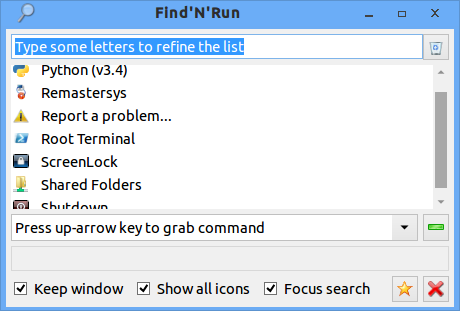 Find'N'Run
Type some letters to refine the list
Python (v3.4)
Remastersys
Report a problem...
Root Terminal
ScreenLock
Shared Folders
Shutdown
Press up-arrow key to grab command
Keep window
Show all icons
Focus search